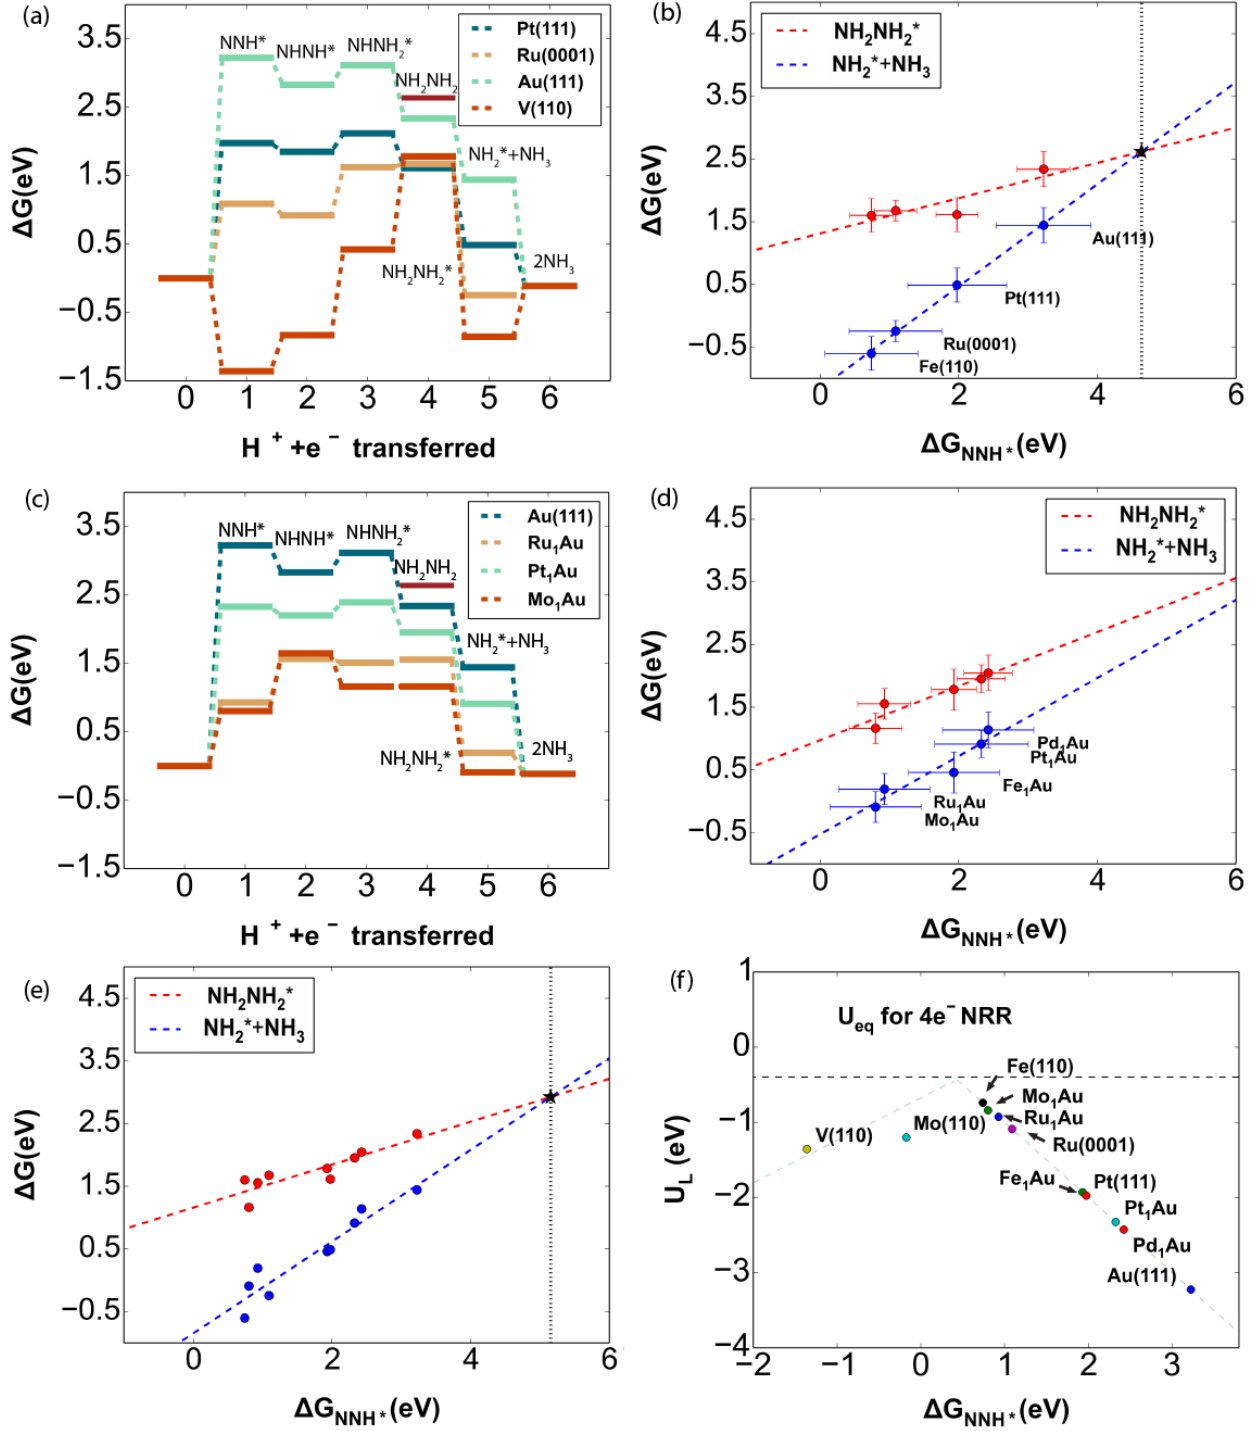 (a)
3.5
2.5
1.5
0.5
−0.5
−1.5
ΔG(eV)
NNH*
NHNH*
NHNH₂*
NH₂NH₂
NH₂*+NH₃
NH₂NH₂*
2NH₃
Pt(111)
Ru(0001)
Au(111)
V(110)
0 1 2 3 4 5 6
H⁺+e⁻ transferred
(b)
4.5
3.5
2.5
1.5
0.5
−0.5
ΔG(eV)
NH₂NH₂*
NH₂*+NH₃
Au(111)
Pt(111)
Ru(0001)
Fe(110)
0 2 4 6
ΔG_NNH*(eV)
(c)
3.5
2.5
1.5
0.5
−0.5
−1.5
ΔG(eV)
NNH*
NHNH*
NHNH₂*
NH₂NH₂
NH₂*+NH₃
NH₂NH₂*
2NH₃
Au(111)
Ru₁Au
Pt₁Au
Mo₁Au
0 1 2 3 4 5 6
H⁺+e⁻ transferred
(d)
4.5
3.5
2.5
1.5
0.5
−0.5
ΔG(eV)
NH₂NH₂*
NH₂*+NH₃
Pd₁Au
Pt₁Au
Fe₁Au
Ru₁Au
Mo₁Au
0 2 4 6
ΔG_NNH*(eV)
(e)
4.5
3.5
2.5
1.5
0.5
−0.5
ΔG(eV)
NH₂NH₂*
NH₂*+NH₃
0 2 4 6
ΔG_NNH*(eV)
(f)
1
0
−1
−2
−3
−4
U_L (eV)
U_eq for 4e⁻ NRR
Fe(110)
Mo₁Au
Ru₁Au
Mo(110)
V(110)
Ru(0001)
Fe₁Au
Pt(111)
Pt₁Au
Pd₁Au
Au(111)
−2 −1 0 1 2 3
ΔG_NNH*(eV)